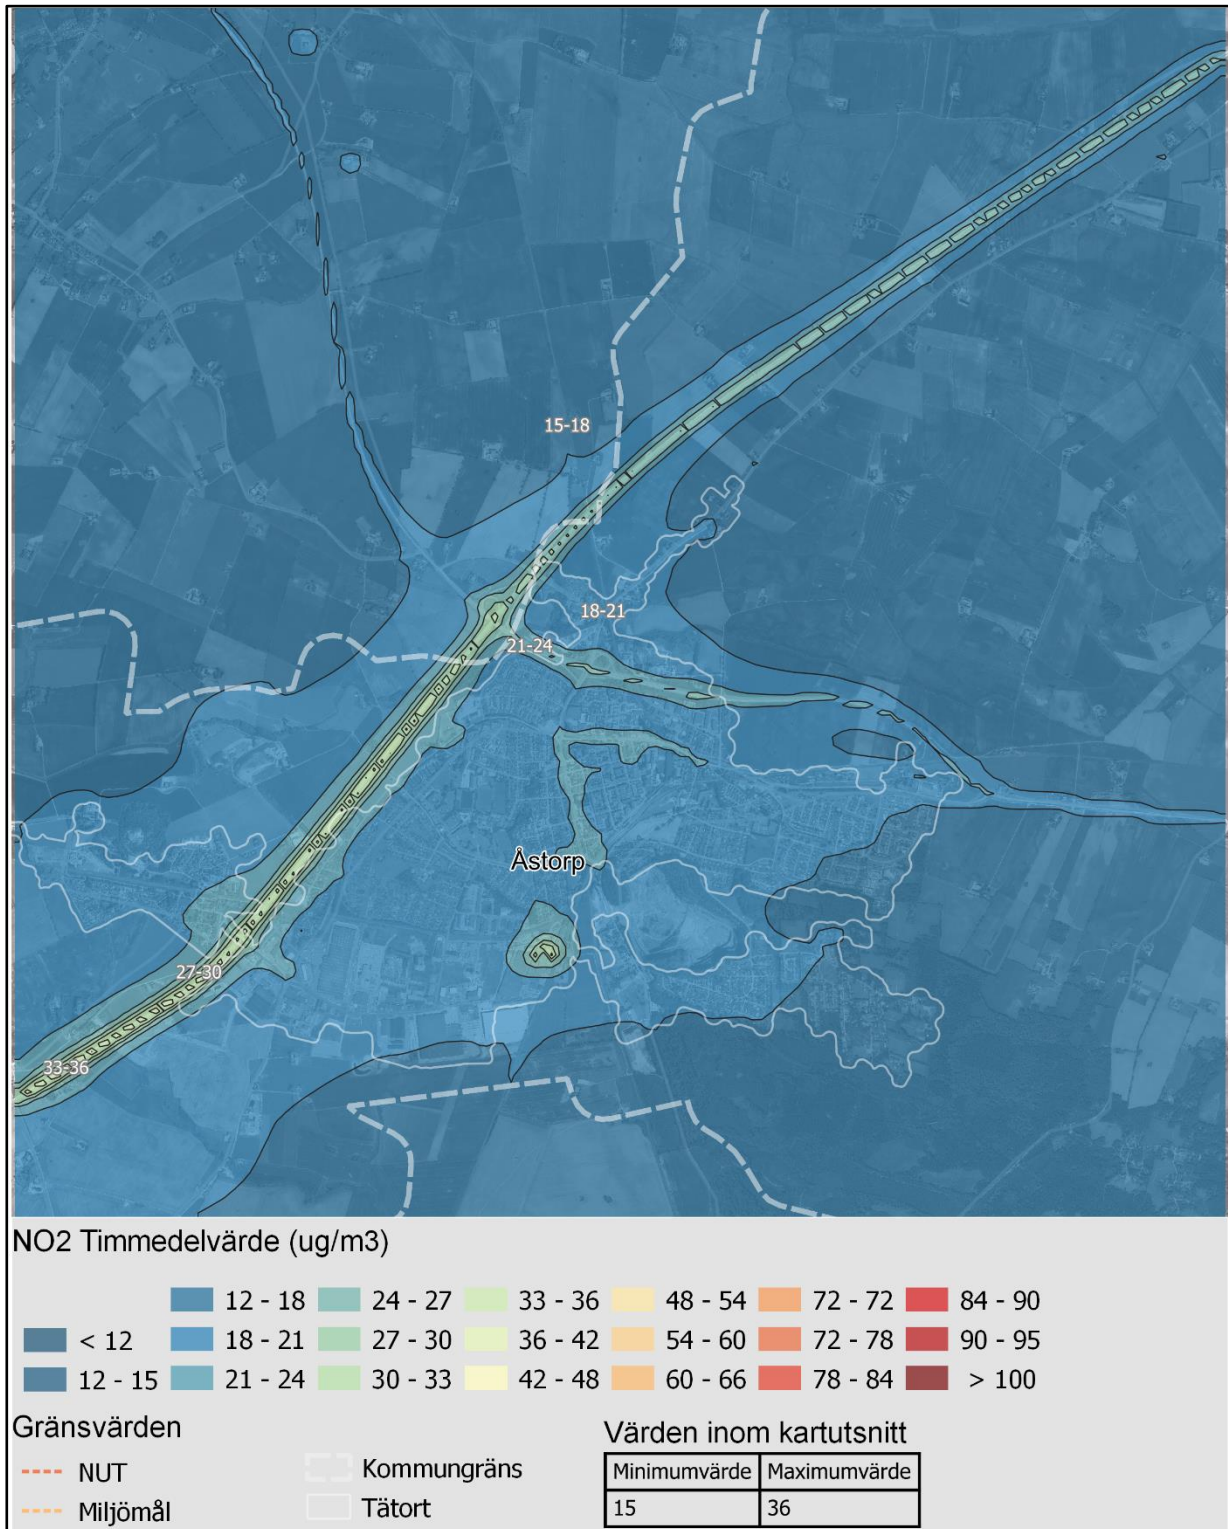 15-18
18-21
21-24
Åstorp
27-30
33-36
NO2 Timmedelvärde (ug/m3)
12 - 18 24 - 27 33 - 36 48 - 54 72 - 72 84 - 90
< 12 18 - 21 27 - 30 36 - 42 54 - 60 72 - 78 90 - 95
12 - 15 21 - 24 30 - 33 42 - 48 60 - 66 78 - 84 > 100
Gränsvärden
NUT
Miljömål
Kommungräns
Tätort
Värden inom kartutsnitt
Minimumvärde Maximumvärde
15 36